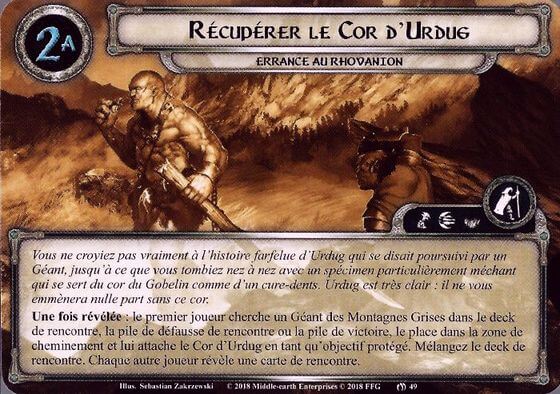 2A
Récupérer le Cor d'Urdug
Errance au Rhovanion
Vous ne croyiez pas vraiment à l'histoire farfelue d'Urdug qui se disait poursuivi par un
Géant, jusqu'à ce que vous tombiez nez à nez avec un spécimen particulièrement méchant
qui se sert du cor du Gobelin comme d'un cure-dents. Urdug est très clair : il ne vous
emmènera nulle part sans ce cor.
Une fois révélée : le premier joueur cherche un Géant des Montagnes Grises dans le deck
de rencontre, la pile de défausse de rencontre ou la pile de victoire, le place dans la zone de
cheminement et lui attache le Cor d'Urdug en tant qu'objectif protégé. Mélangez le deck de
rencontre. Chaque autre joueur révèle une carte de rencontre.
Illus. Sebastian Zakrzewski © 2018 Middle-earth Enterprises © 2018 FFG 49